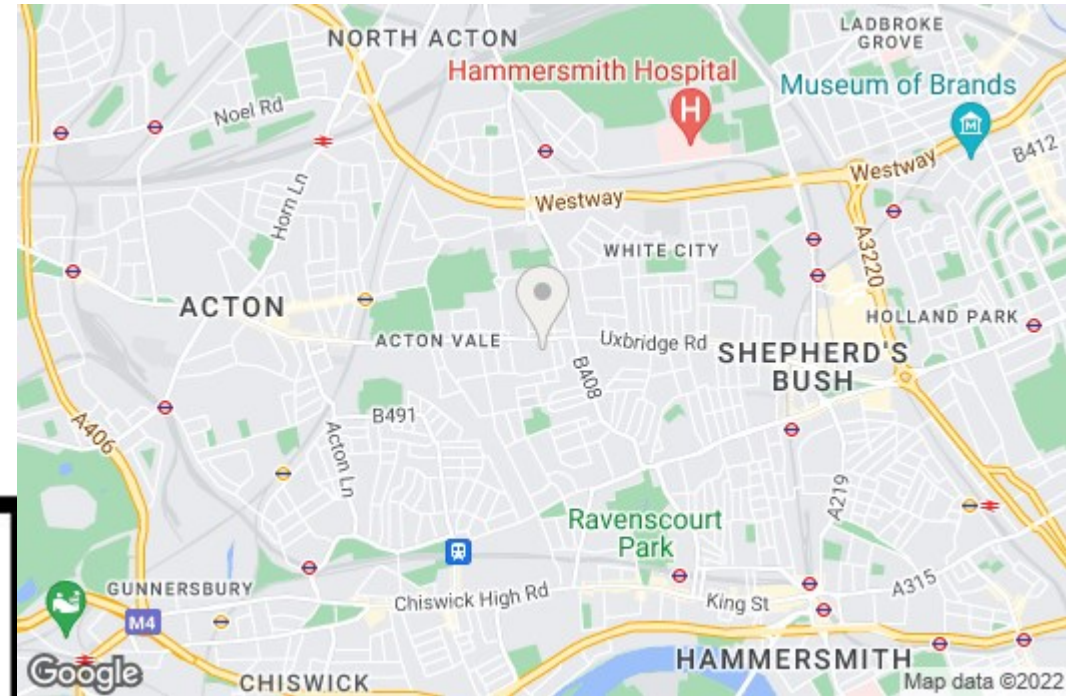 LADBROKE
GROVE
NORTH ACTON
Hammersmith Hospital
H
Museum of Brands
M
Noel Rd
B412
Westway
Westway
Horn Ln
WHITE CITY
A3220
ACTON
HOLLAND PARK
ACTON VALE
Uxbridge Rd
SHEPHERD'S
BUSH
B408
B491
A406
Acton Ln
A219
Ravenscourt
Park
GUNNERSBURY
Chiswick High Rd
King St
A315
M4
HAMMERSMITH
Google
CHISWICK
Map data ©2022